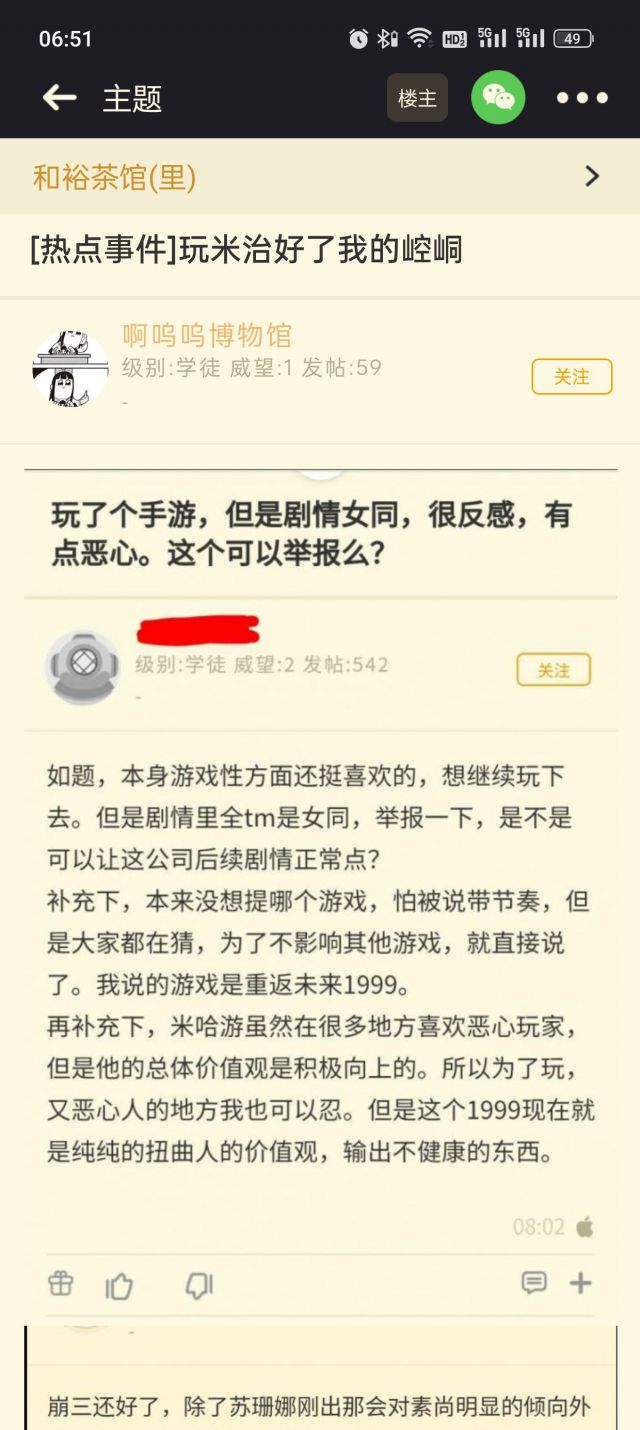 06:51
HD 1 2 5G 5G 49
主题 楼主
和裕茶馆(里)
[热点事件]玩米治好了我的崆峒
啊呜呜博物馆
级别:学徒 威望:1 发帖:59
关注
-
玩了个手游，但是剧情女同，很反感，有
点恶心。这个可以举报么？
级别:学徒 威望:2 发帖:542
关注
-
如题，本身游戏性方面还挺喜欢的，想继续玩下
去。但是剧情里全tm是女同，举报一下，是不是
可以让这公司后续剧情正常点？
补充下，本来没想提哪个游戏，怕被说带节奏，但
是大家都在猜，为了不影响其他游戏，就直接说
了。我说的游戏是重返未来1999。
再补充下，米哈游虽然在很多地方喜欢恶心玩家，
但是他的总体价值观是积极向上的。所以为了玩，
又恶心人的地方我也可以忍。但是这个1999现在就
是纯纯的扭曲人的价值观，输出不健康的东西。
08:02
-
崩三还好了，除了苏珊娜刚出那会对素尚明显的倾向外